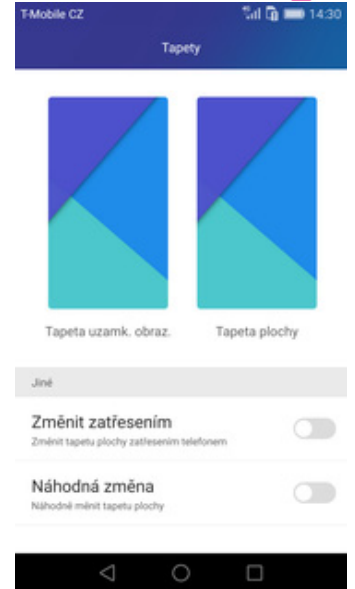 T-Mobile CZ 14:30
Tapety
Tapeta uzamk. obraz. Tapeta plochy
Jiné
Změnit zatřesením
Změnit tapetu plochy zatřesením telefonem
Náhodná změna
Náhodně měnit tapetu plochy